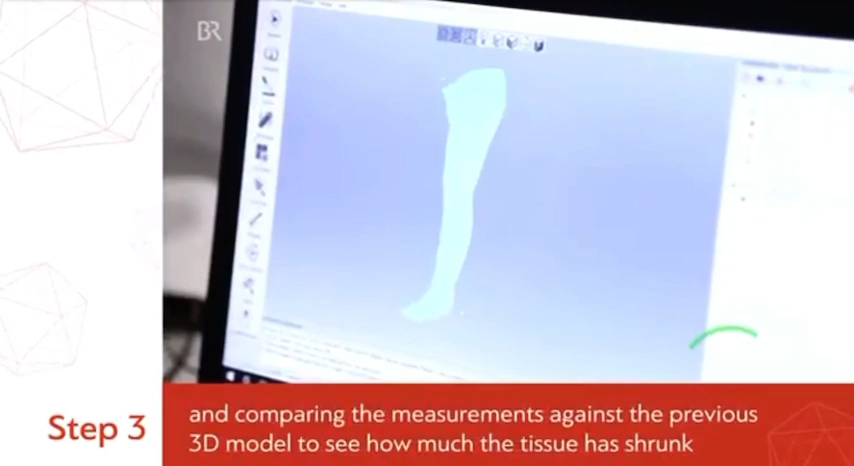 BR
Step 3
and comparing the measurements against the previous
3D model to see how much the tissue has shrunk